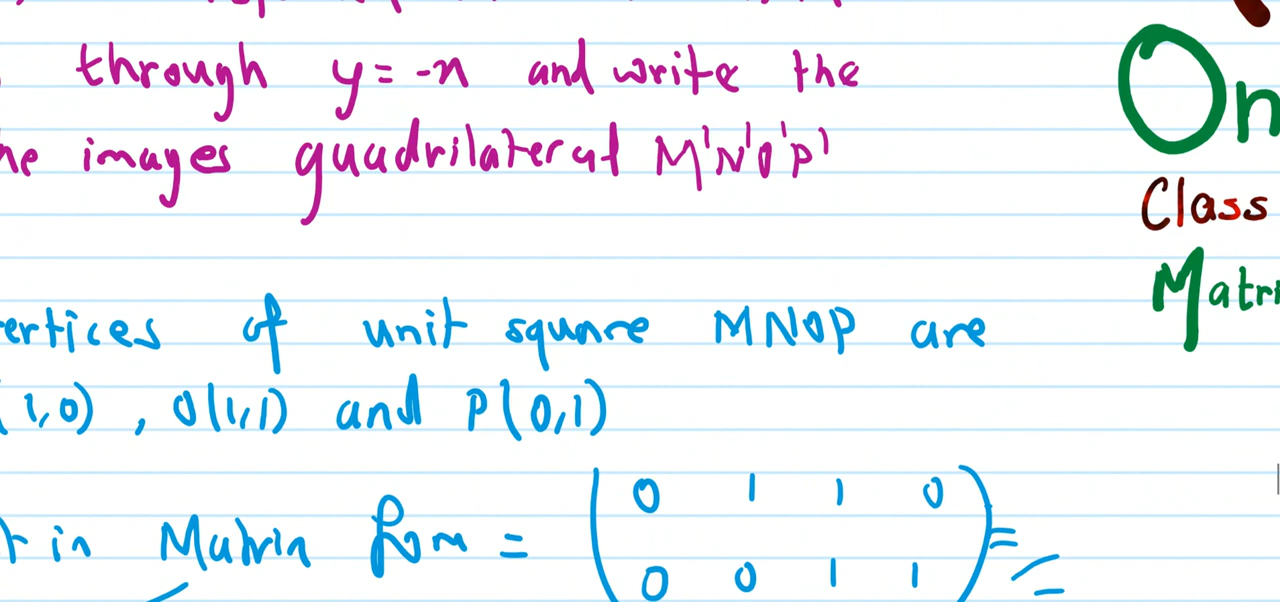 through y=-x and write the
he images quadrilateral M'N'O'P'
On
Class
Matri
ertices of unit square MNOP are
(1,0), O(1,1) and P(0,1)
in Matrix form =
0 1 1 0
0 0 1 1